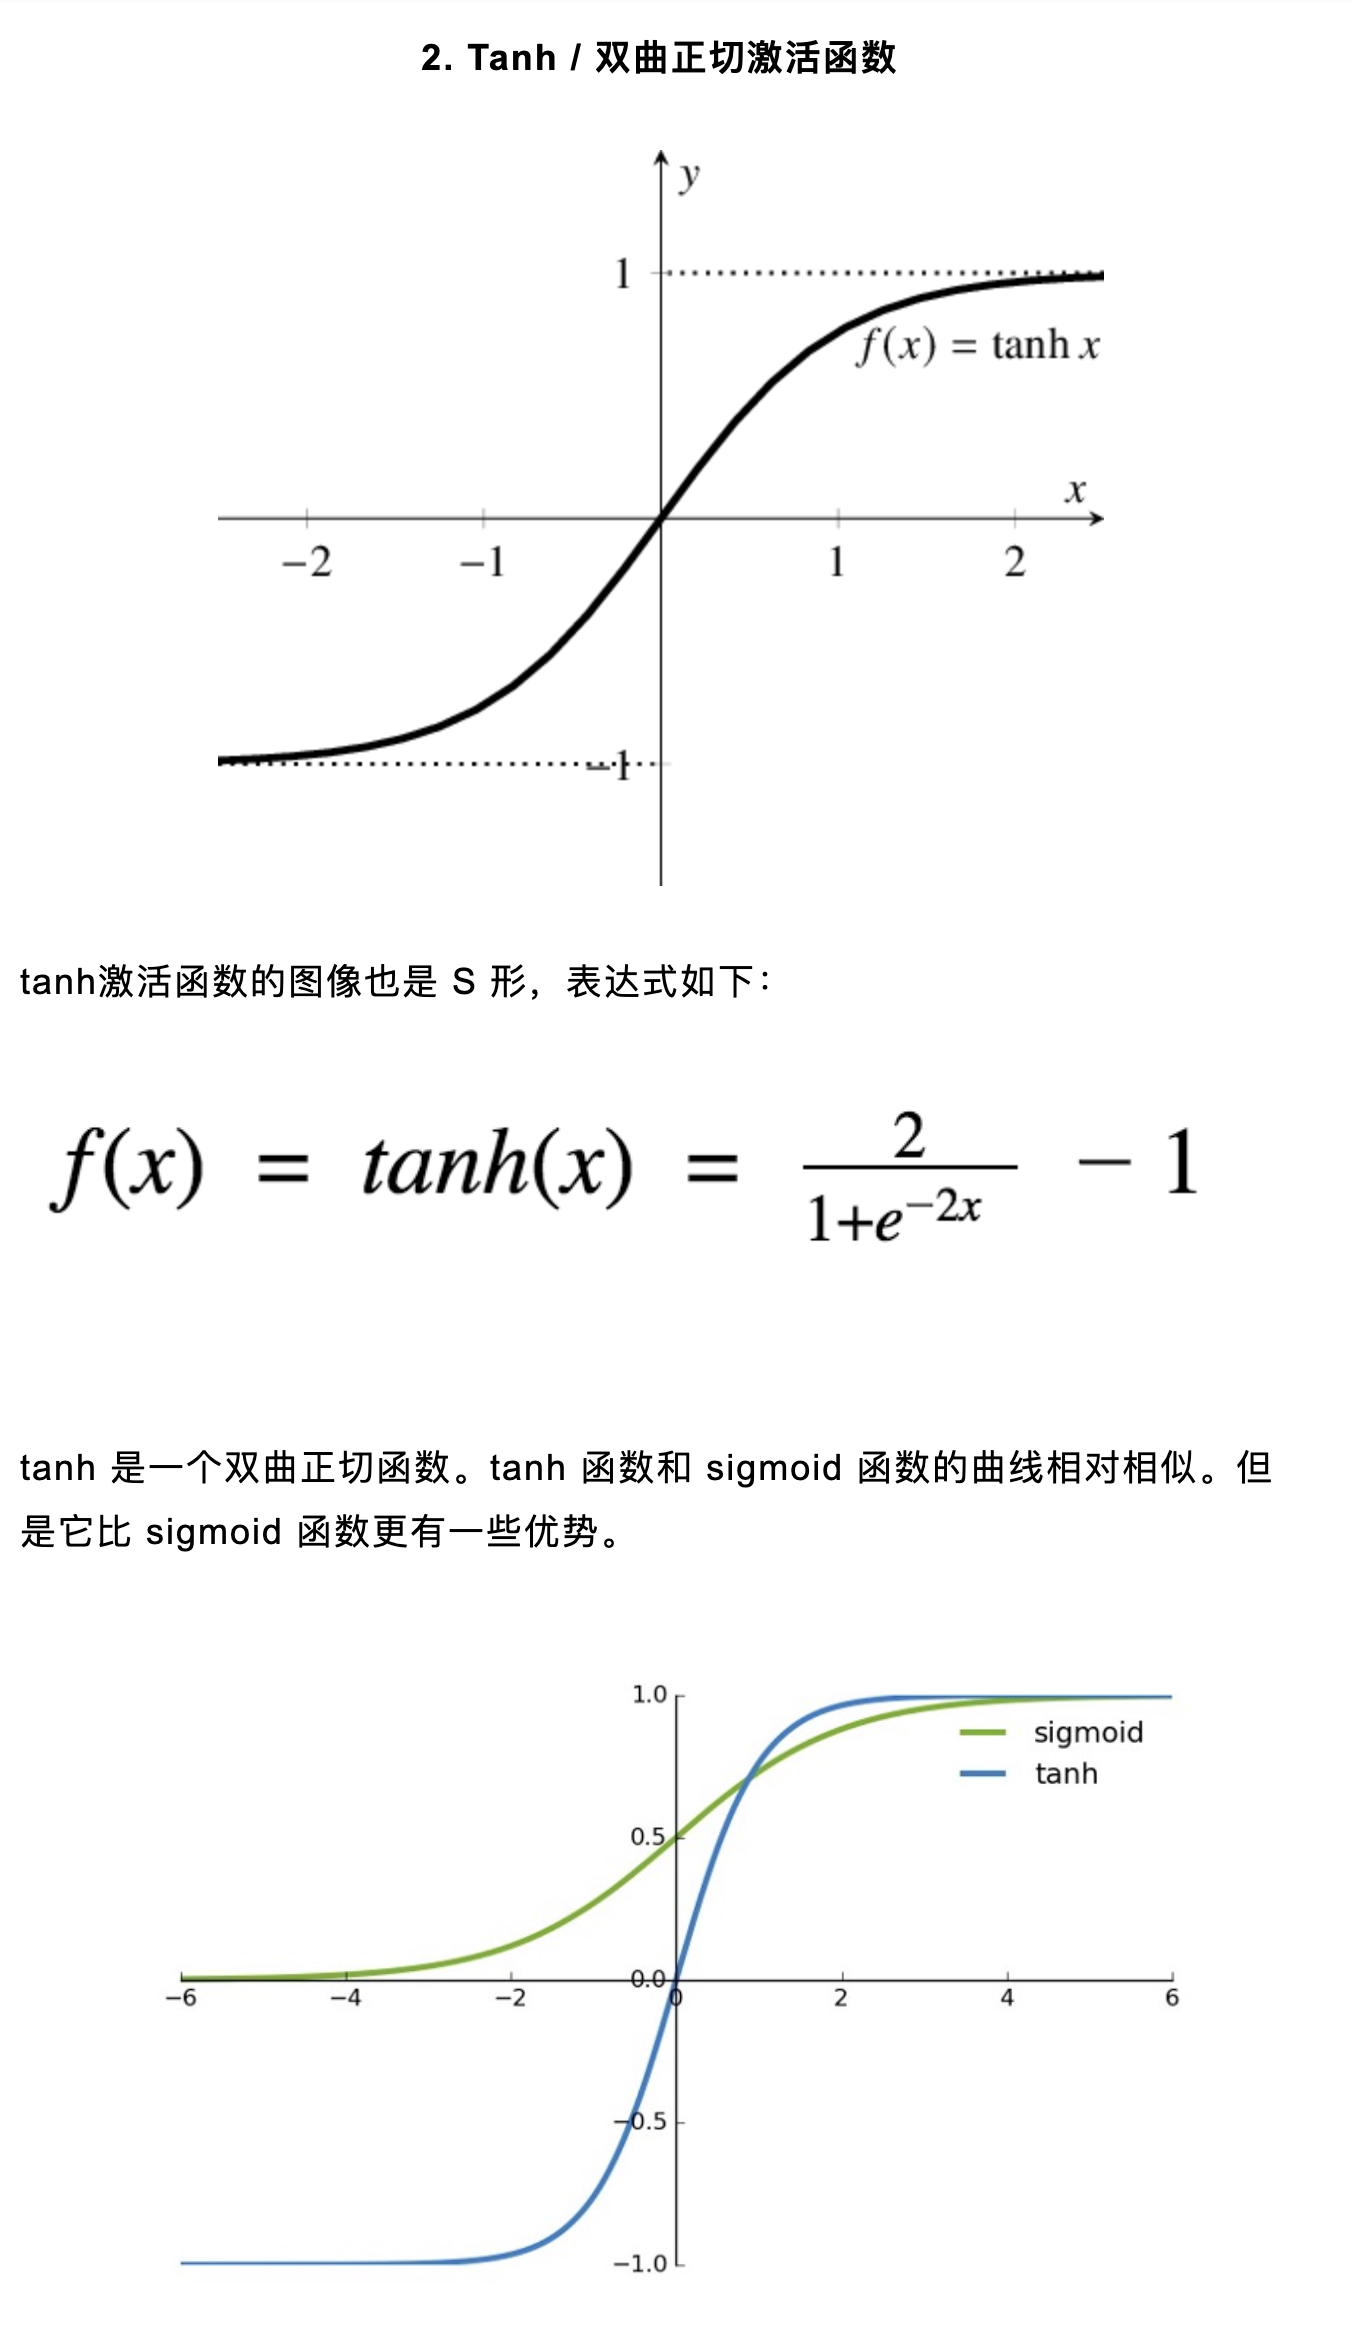 2. Tanh / 双曲正切激活函数
y
1
f(x) = tanh x
x
−2 −1 1 2
−1
tanh激活函数的图像也是 S 形，表达式如下：
f(x) = tanh(x) = 2/(1+e^{−2x}) − 1
tanh 是一个双曲正切函数。tanh 函数和 sigmoid 函数的曲线相对相似。但
是它比 sigmoid 函数更有一些优势。
1.0
sigmoid
tanh
0.5
0.0
−6 −4 −2 0 2 4 6
−0.5
−1.0